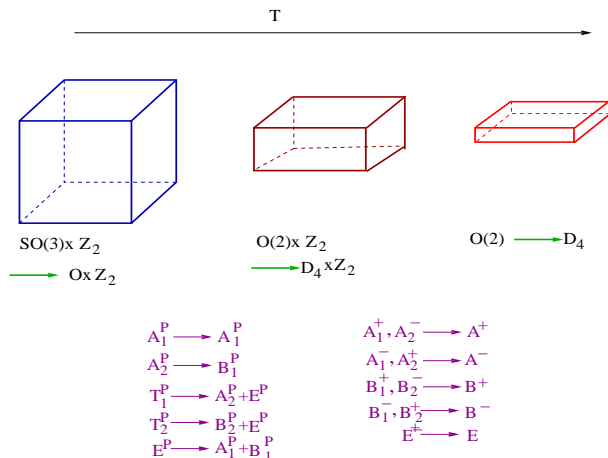 T
SO(3)x Z₂
O(2)x Z₂
O(2) ⟶ D₄
⟶ Ox Z₂
⟶ D₄ xZ₂
A₁ᴾ ⟶ A₁ᴾ
A₂ᴾ ⟶ B₁ᴾ
T₁ᴾ ⟶ A₂ᴾ+Eᴾ
T₂ᴾ ⟶ B₂ᴾ+Eᴾ
Eᴾ ⟶ A₁ᴾ+B₁ᴾ
A₁⁺, A₂⁻ ⟶ A⁺
A₁⁻, A₂⁺ ⟶ A⁻
B₁⁺, B₂⁻ ⟶ B⁺
B₁⁻, B₂⁺ ⟶ B⁻
E± ⟶ E